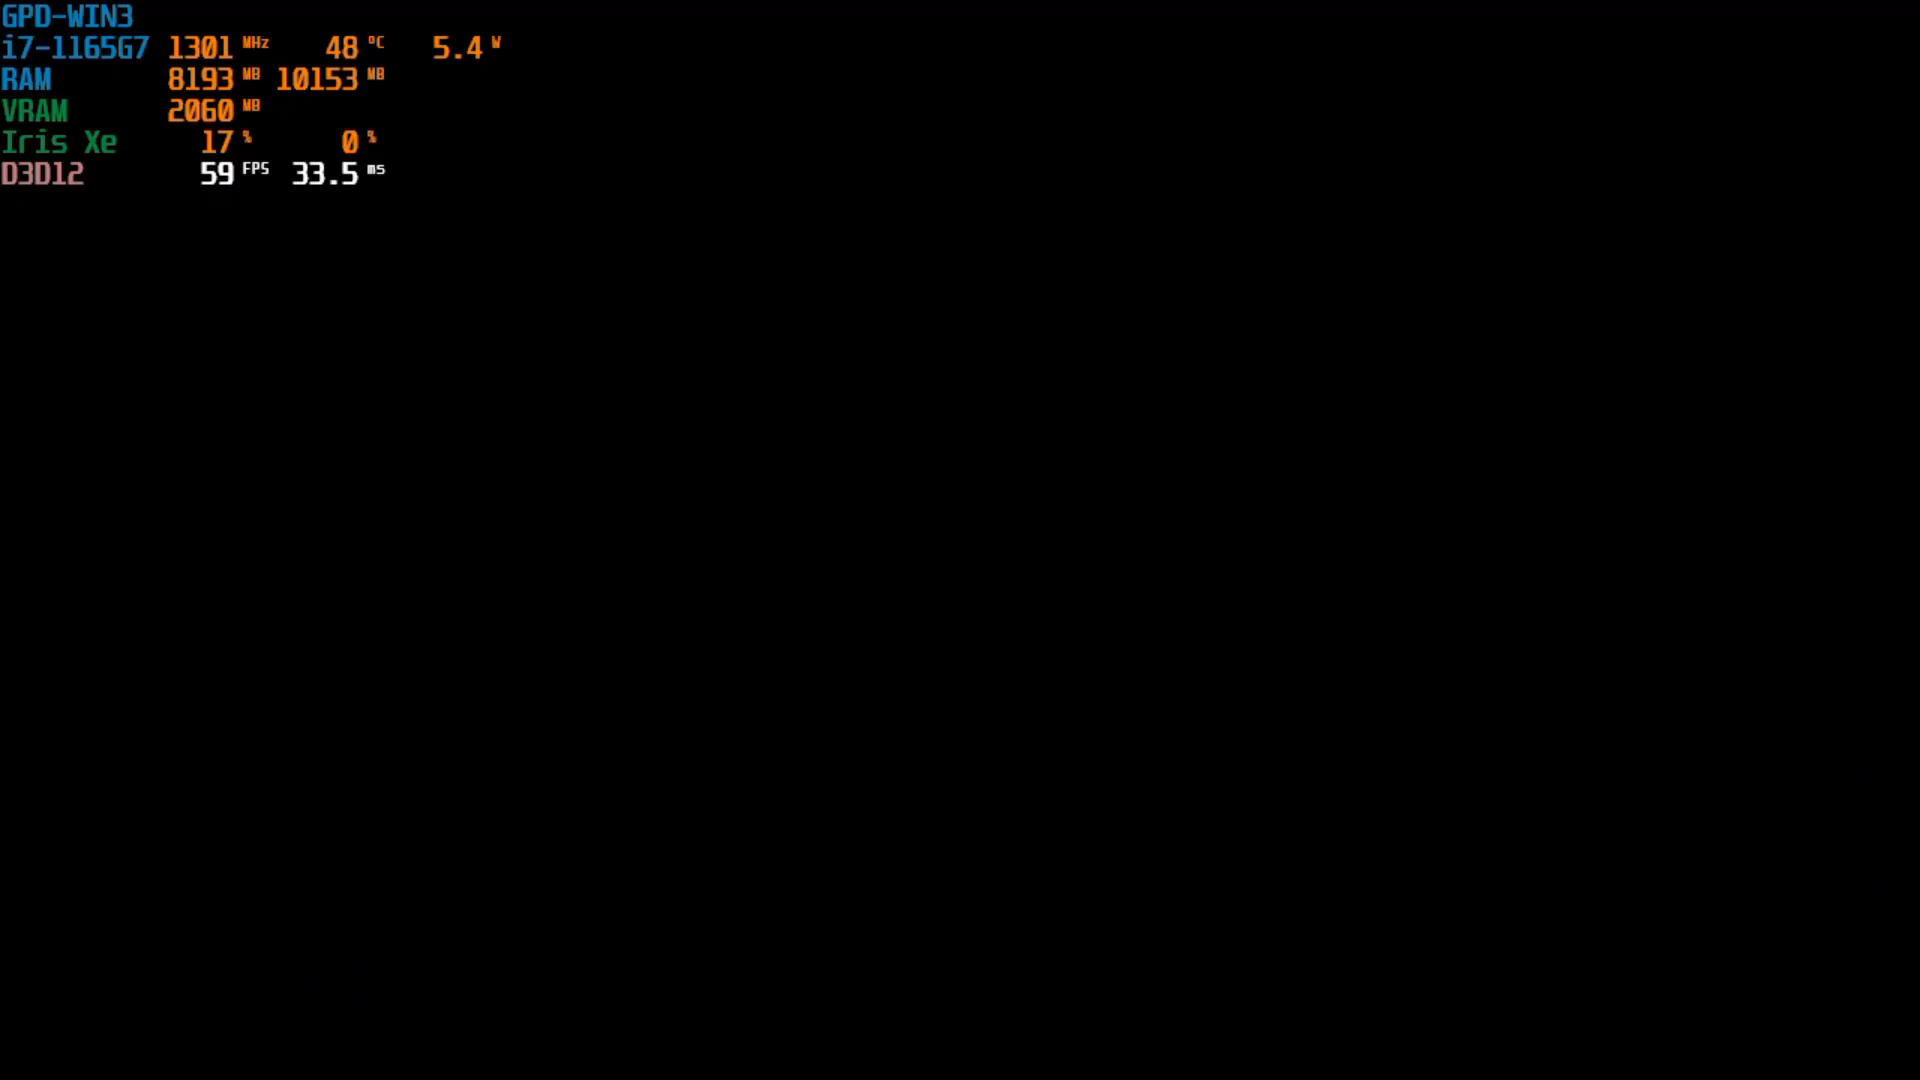 GPD-WIN3
i7-1165G7 1301 MHz 48 °C 5.4 W
RAM 8193 MB 10153 MB
VRAM 2060 MB
Iris Xe 17 % 0 %
D3D12 59 FPS 33.5 ms